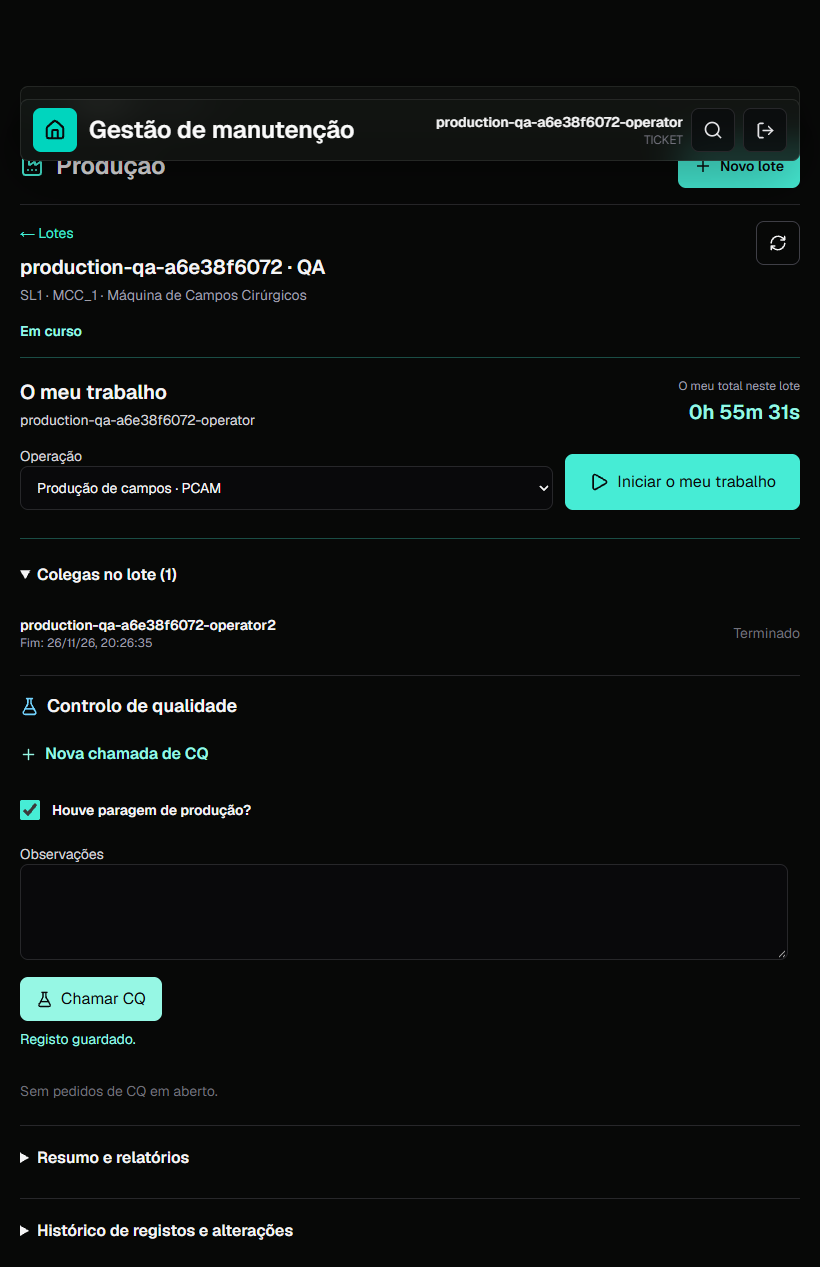 Gestão de manutenção
production-qa-a6e38f6072-operator
TICKET
Produção
+ Novo lote
← Lotes
production-qa-a6e38f6072 · QA
SL1 · MCC_1 · Máquina de Campos Cirúrgicos
Em curso
O meu trabalho
O meu total neste lote
production-qa-a6e38f6072-operator
0h 55m 31s
Operação
Produção de campos · PCAM
Iniciar o meu trabalho
▼ Colegas no lote (1)
production-qa-a6e38f6072-operator2
Fim: 26/11/26, 20:26:35
Terminado
Controlo de qualidade
+ Nova chamada de CQ
Houve paragem de produção?
Observações
Chamar CQ
Registo guardado.
Sem pedidos de CQ em aberto.
▶ Resumo e relatórios
▶ Histórico de registos e alterações